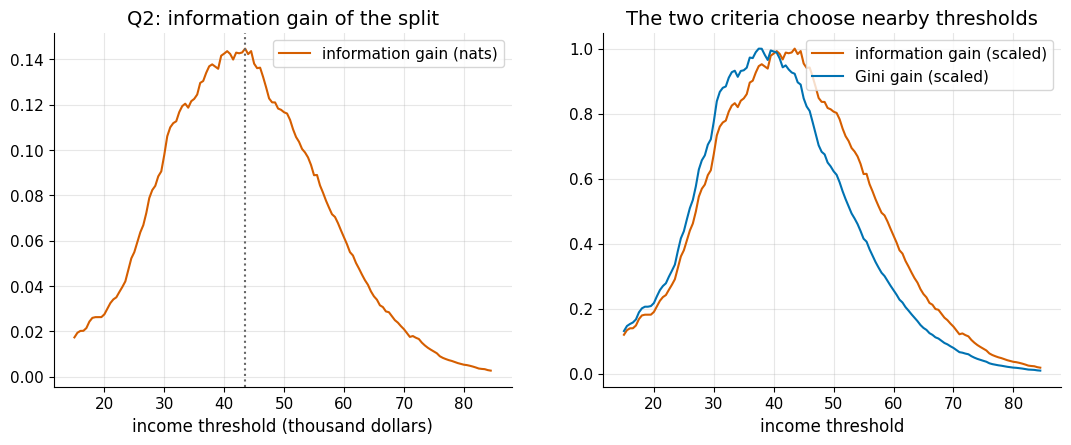 Q2: information gain of the split
information gain (nats)
0.14
0.12
0.10
0.08
0.06
0.04
0.02
0.00
20 30 40 50 60 70 80
income threshold (thousand dollars)
The two criteria choose nearby thresholds
information gain (scaled)
Gini gain (scaled)
1.0
0.8
0.6
0.4
0.2
0.0
20 30 40 50 60 70 80
income threshold